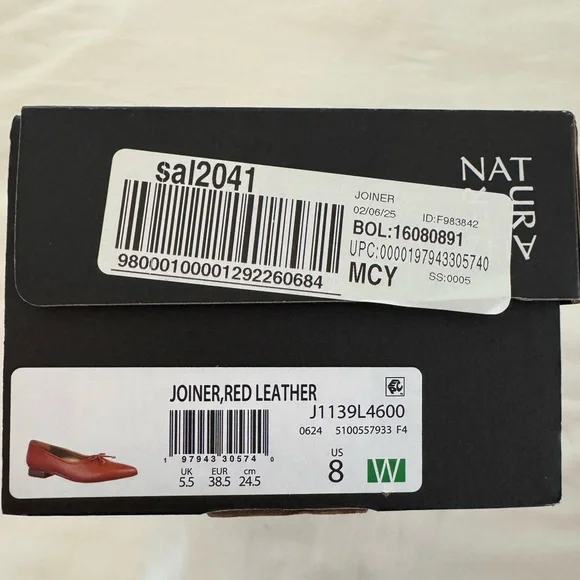 NAT
URA
sal2041
98000100001292260684
JOINER
02/06/25 ID:F983842
BOL:16080891
UPC:0000197943305740
MCY SS:0005
JOINER,RED LEATHER
J1139L4600
1 97943 30574 0
0624 5100557933 F4
UK EUR cm
5.5 38.5 24.5
US
8 W